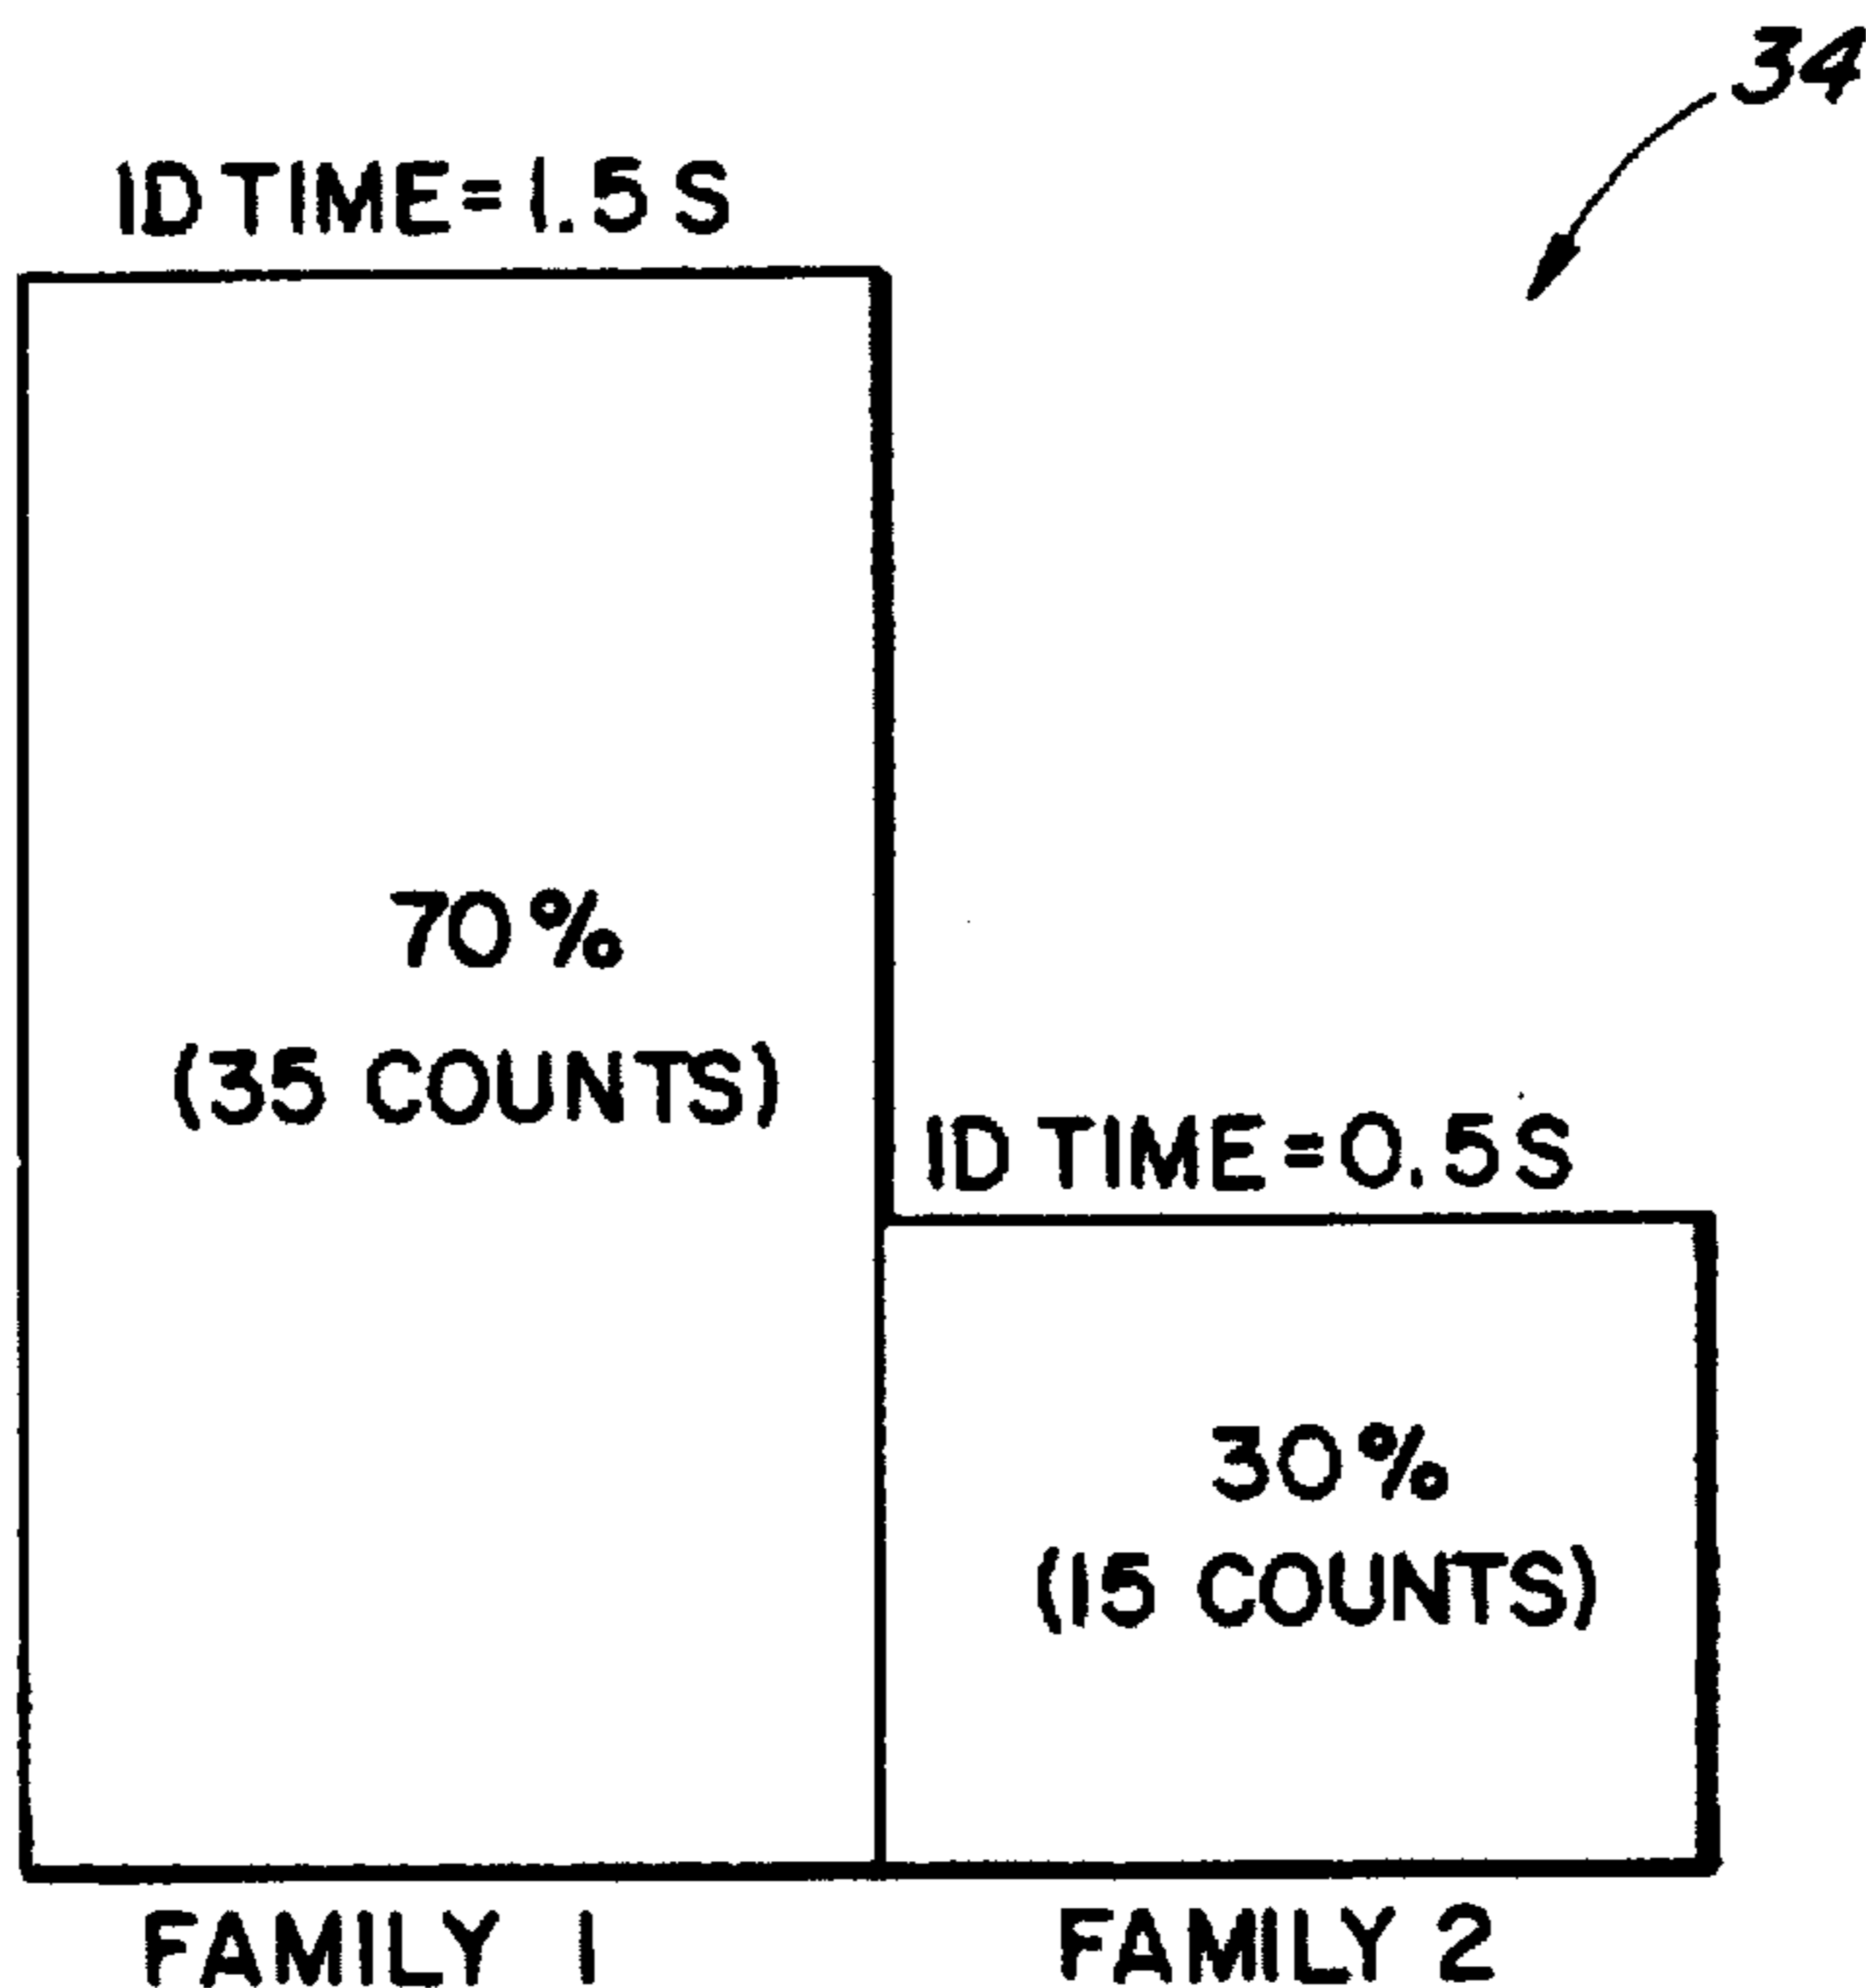 34
ID TIME=1.5 S
70%
(35 COUNTS)
ID TIME=0.5 S
30%
(15 COUNTS)
FAMILY 1
FAMILY 2